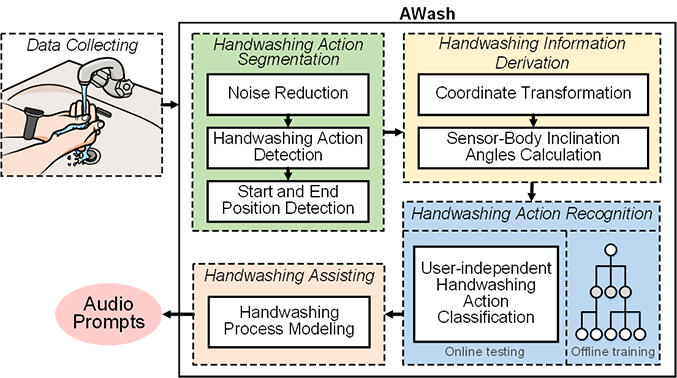 AWash
Data Collecting
Handwashing Action
Segmentation
Noise Reduction
Handwashing Action
Detection
Start and End
Position Detection
Handwashing Information
Derivation
Coordinate Transformation
Sensor-Body Inclination
Angles Calculation
Handwashing Action Recognition
User-independent
Handwashing
Action
Classification
Online testing
Offline training
Handwashing Assisting
Handwashing
Process Modeling
Audio
Prompts